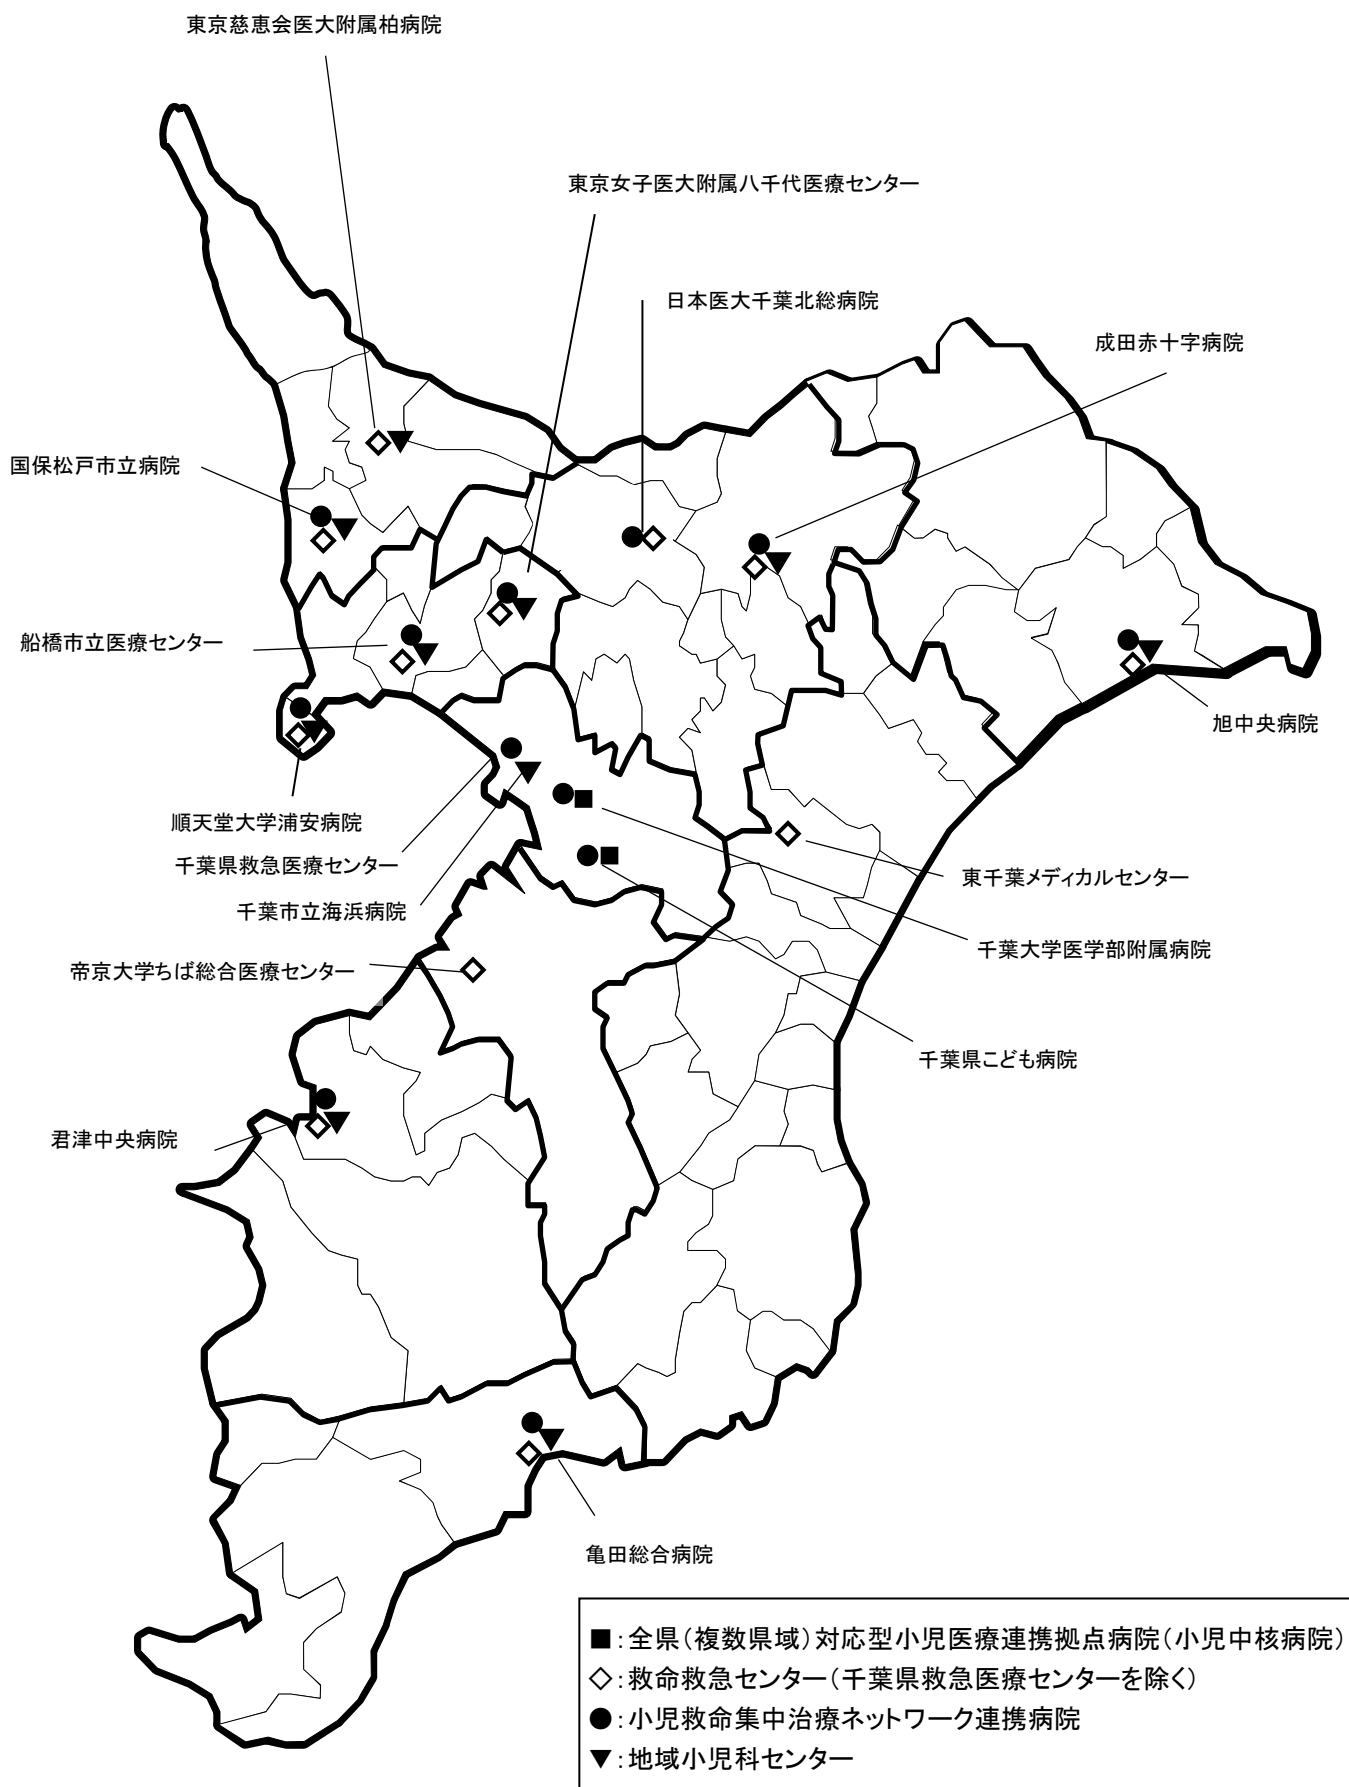 東京慈恵会医大附属柏病院
東京女子医大附属八千代医療センター
日本医大千葉北総病院
成田赤十字病院
国保松戸市立病院
船橋市立医療センター
旭中央病院
順天堂大学浦安病院
千葉県救急医療センター
東千葉メディカルセンター
千葉市立海浜病院
千葉大学医学部附属病院
帝京大学ちば総合医療センター
千葉県こども病院
君津中央病院
亀田総合病院
■：全県（複数県域）対応型小児医療連携拠点病院（小児中核病院）
◇：救命救急センター（千葉県救急医療センターを除く）
●：小児救命集中治療ネットワーク連携病院
▼：地域小児科センター